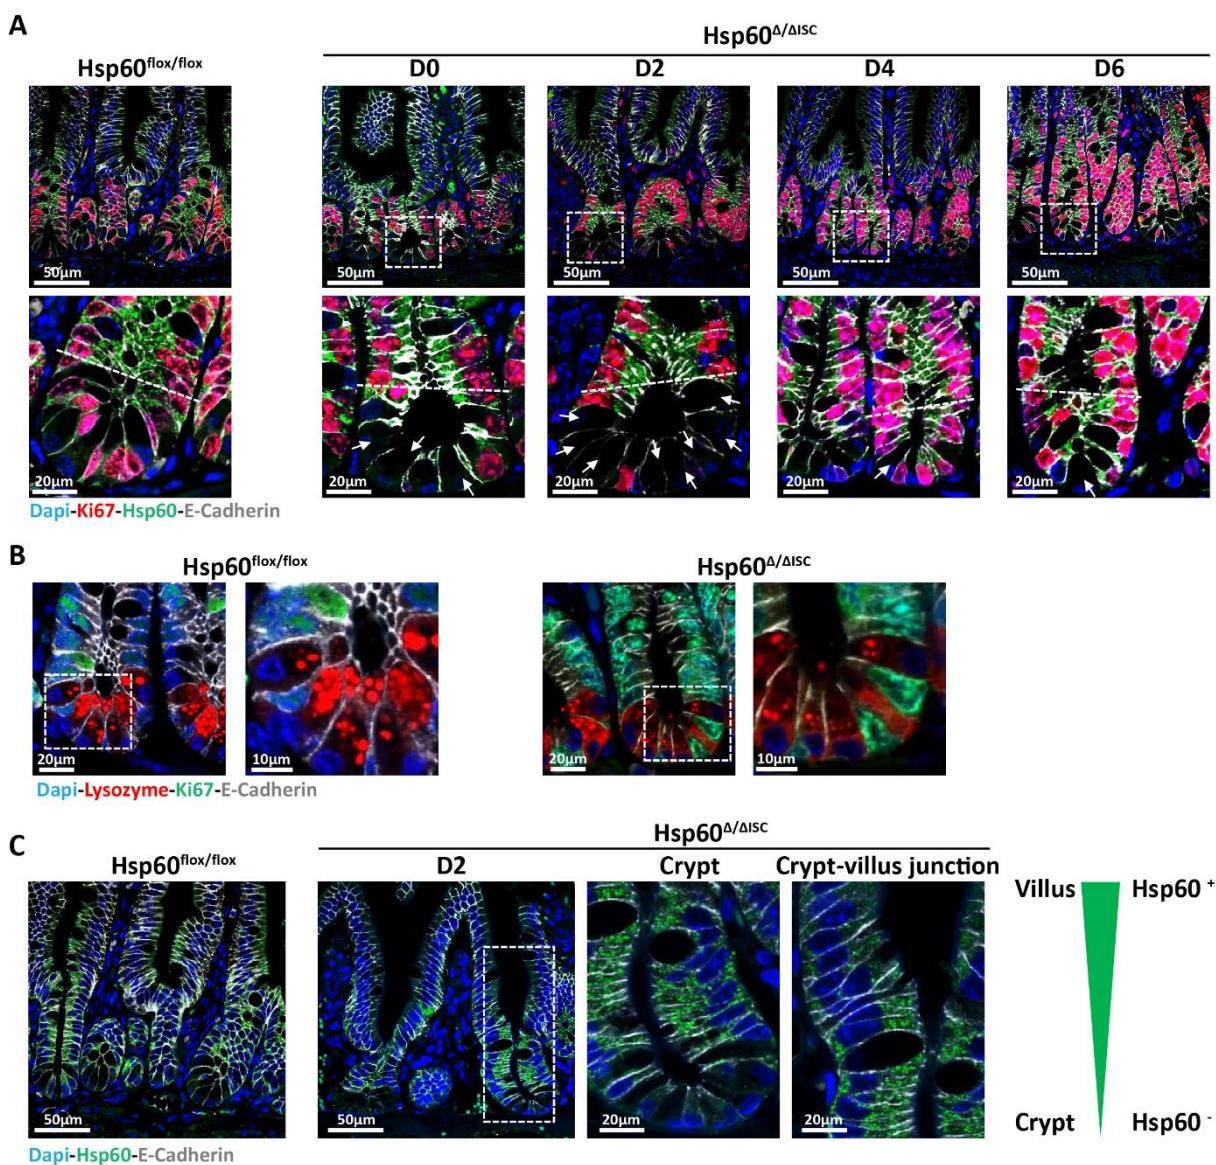 A
Hsp60Δ/ΔISC
Hsp60flox/flox
D0
D2
D4
D6
50µm
50µm
50µm
50µm
50µm
20µm
20µm
20µm
20µm
20µm
Dapi-Ki67-Hsp60-E-Cadherin
B
Hsp60flox/flox
Hsp60Δ/ΔISC
20µm
10µm
20µm
10µm
Dapi-Lysozyme-Ki67-E-Cadherin
C
Hsp60Δ/ΔISC
Hsp60flox/flox
D2
Crypt
Crypt-villus junction
Villus
Hsp60 +
50µm
50µm
20µm
20µm
Crypt
Hsp60 -
Dapi-Hsp60-E-Cadherin